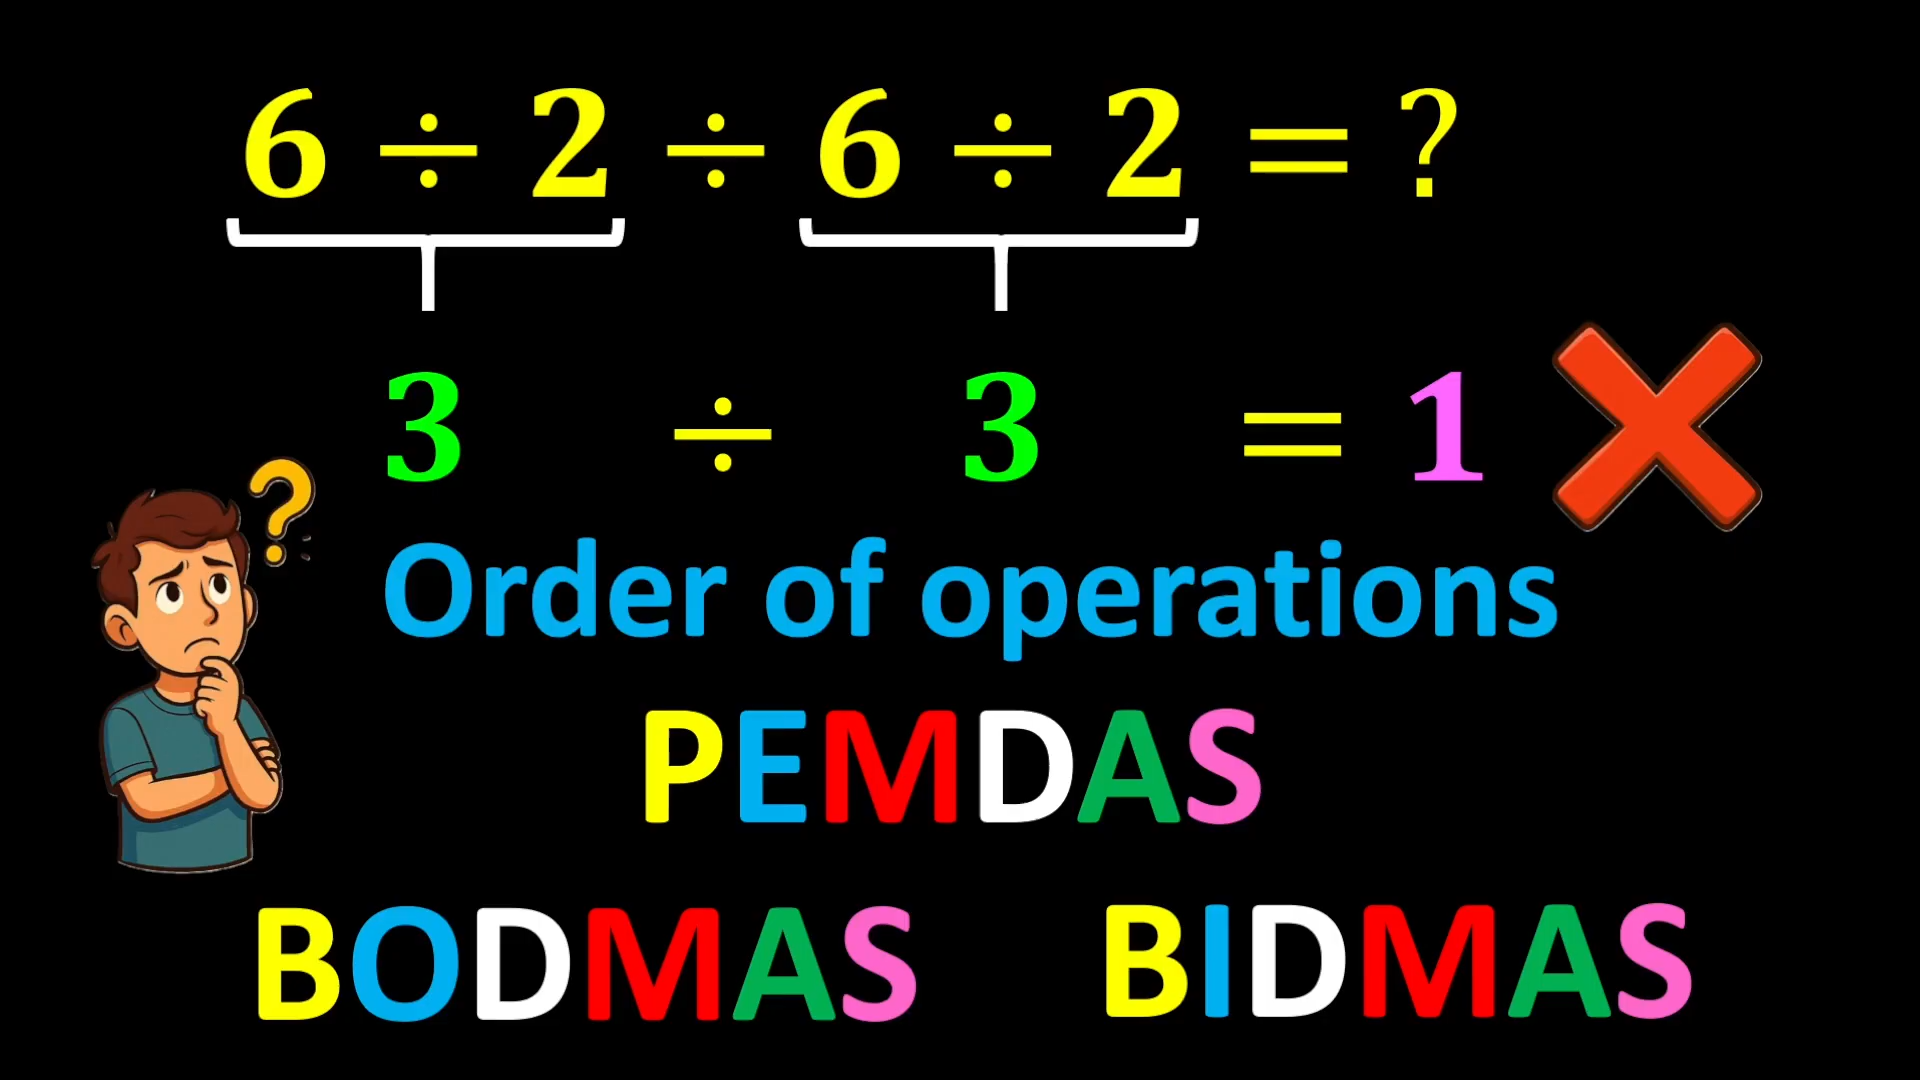 6 ÷ 2 ÷ 6 ÷ 2 = ?
3 ÷ 3 = 1
?
Order of operations
PEMDAS
BODMAS BIDMAS